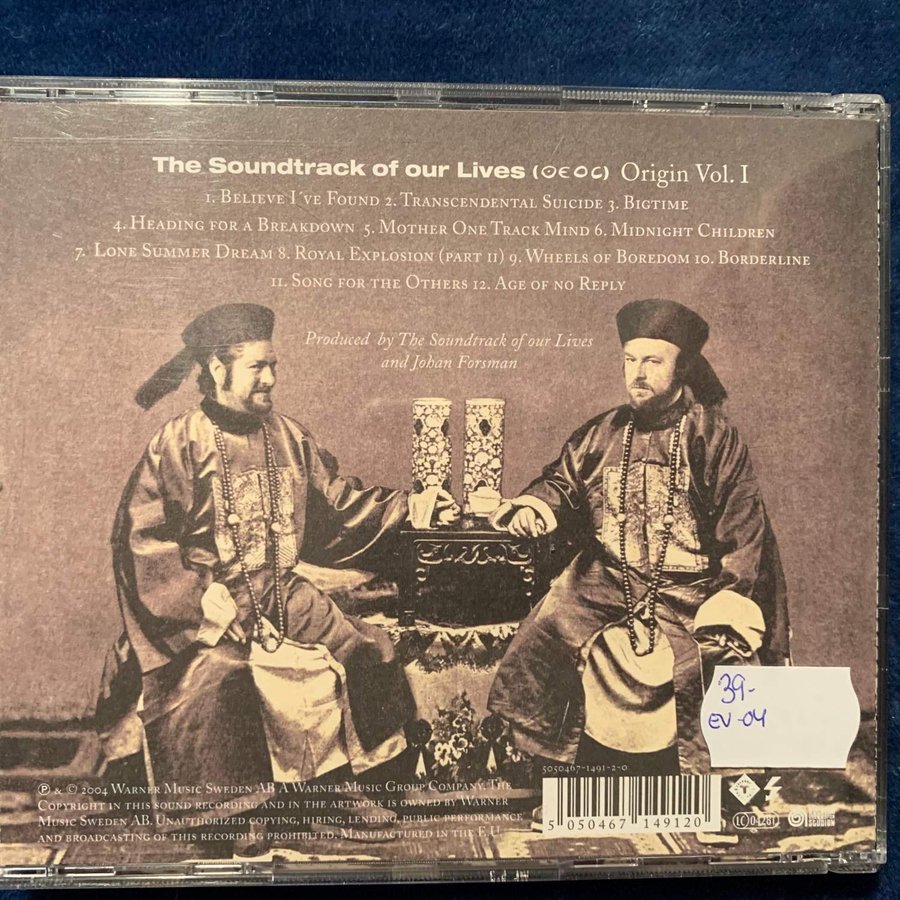 The Soundtrack of our Lives (OEOC) Origin Vol. I
1. Believe I´ve Found 2. Transcendental Suicide 3. Bigtime
4. Heading for a Breakdown 5. Mother One Track Mind 6. Midnight Children
7. Lone Summer Dream 8. Royal Explosion (part II) 9. Wheels of Boredom 10. Borderline
11. Song for the Others 12. Age of no Reply
Produced by The Soundtrack of our Lives
and Johan Forsman
39-
EV-04
5050467-1491-2-0
℗ & © 2004 Warner Music Sweden AB A Warner Music Group Company. The
Copyright in this sound recording and in the artwork is owned by Warner
Music Sweden AB. Unauthorized copying, hiring, lending, public performance
and broadcasting of this recording prohibited. Manufactured in the E.U.
5 050467 149120
LC 04281